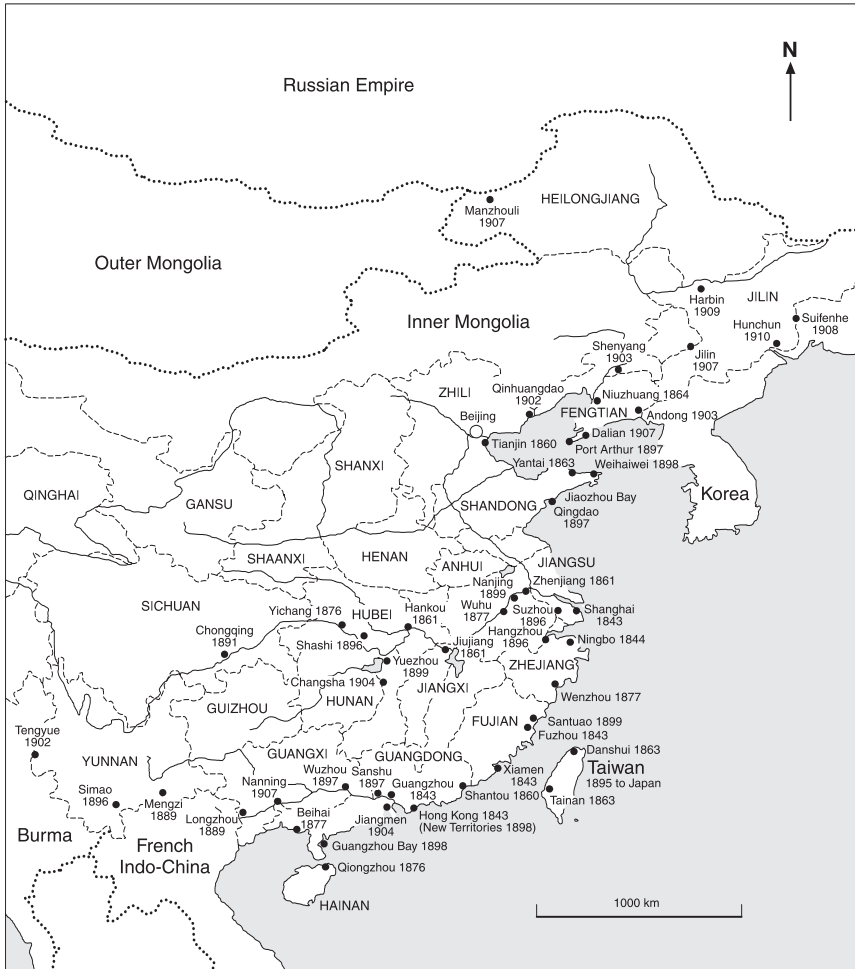 N
Russian Empire
HEILONGJIANG
Manzhouli
1907
Outer Mongolia
Harbin
1909
JILIN
Inner Mongolia
Suifenhe
1908
Hunchun
1910
Shenyang
1903
Jilin
1907
ZHILI
Qinhuangdao
1902
Niuzhuang 1864
FENGTIAN
Andong 1903
Beijing
Tianjin 1860
Dalian 1907
Port Arthur 1897
Yantai 1863
Weihaiwei 1898
SHANXI
QINGHAI
GANSU
SHANDONG
Jiaozhou Bay
Qingdao
1897
Korea
SHAANXI
HENAN
ANHUI
JIANGSU
Nanjing
1899
Zhenjiang 1861
SICHUAN
Yichang 1876
HUBEI
Hankou
1861
Wuhu
1877
Suzhou
1896
Shanghai
1843
Chongqing
1891
Shashi 1896
Jiujiang
1861
Hangzhou
1896
Ningbo 1844
Yuezhou
1899
ZHEJIANG
Changsha 1904
JIANGXI
GUIZHOU
HUNAN
Wenzhou 1877
FUJIAN
Santuao 1899
Fuzhou 1843
Tengyue
1902
YUNNAN
GUANGXI
GUANGDONG
Danshui 1863
Taiwan
1895 to Japan
Xiamen
1843
Wuzhou
1897
Sanshu
1897
Guangzhou
1843
Shantou 1860
Nanning
1907
Tainan 1863
Simao
1896
Mengzi
1889
Longzhou
1889
Beihai
1877
Jiangmen
1904
Hong Kong 1843
(New Territories 1898)
Burma
French
Indo-China
Guangzhou Bay 1898
Qiongzhou 1876
HAINAN
1000 km